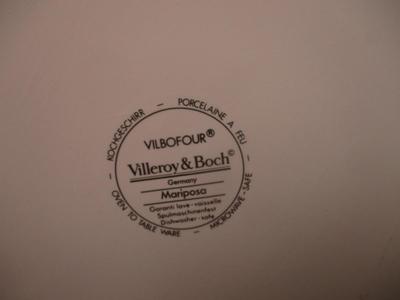 KOCHGESCHIRR - PORCELAINE A FEU -
VILBOFOUR®
Villeroy & Boch©
Germany
Mariposa
Garanti lave-vaisselle
Spülmaschinenfest
Dishwasher-safe
OVEN TO TABLE WARE - MICROWAVE-SAFE -